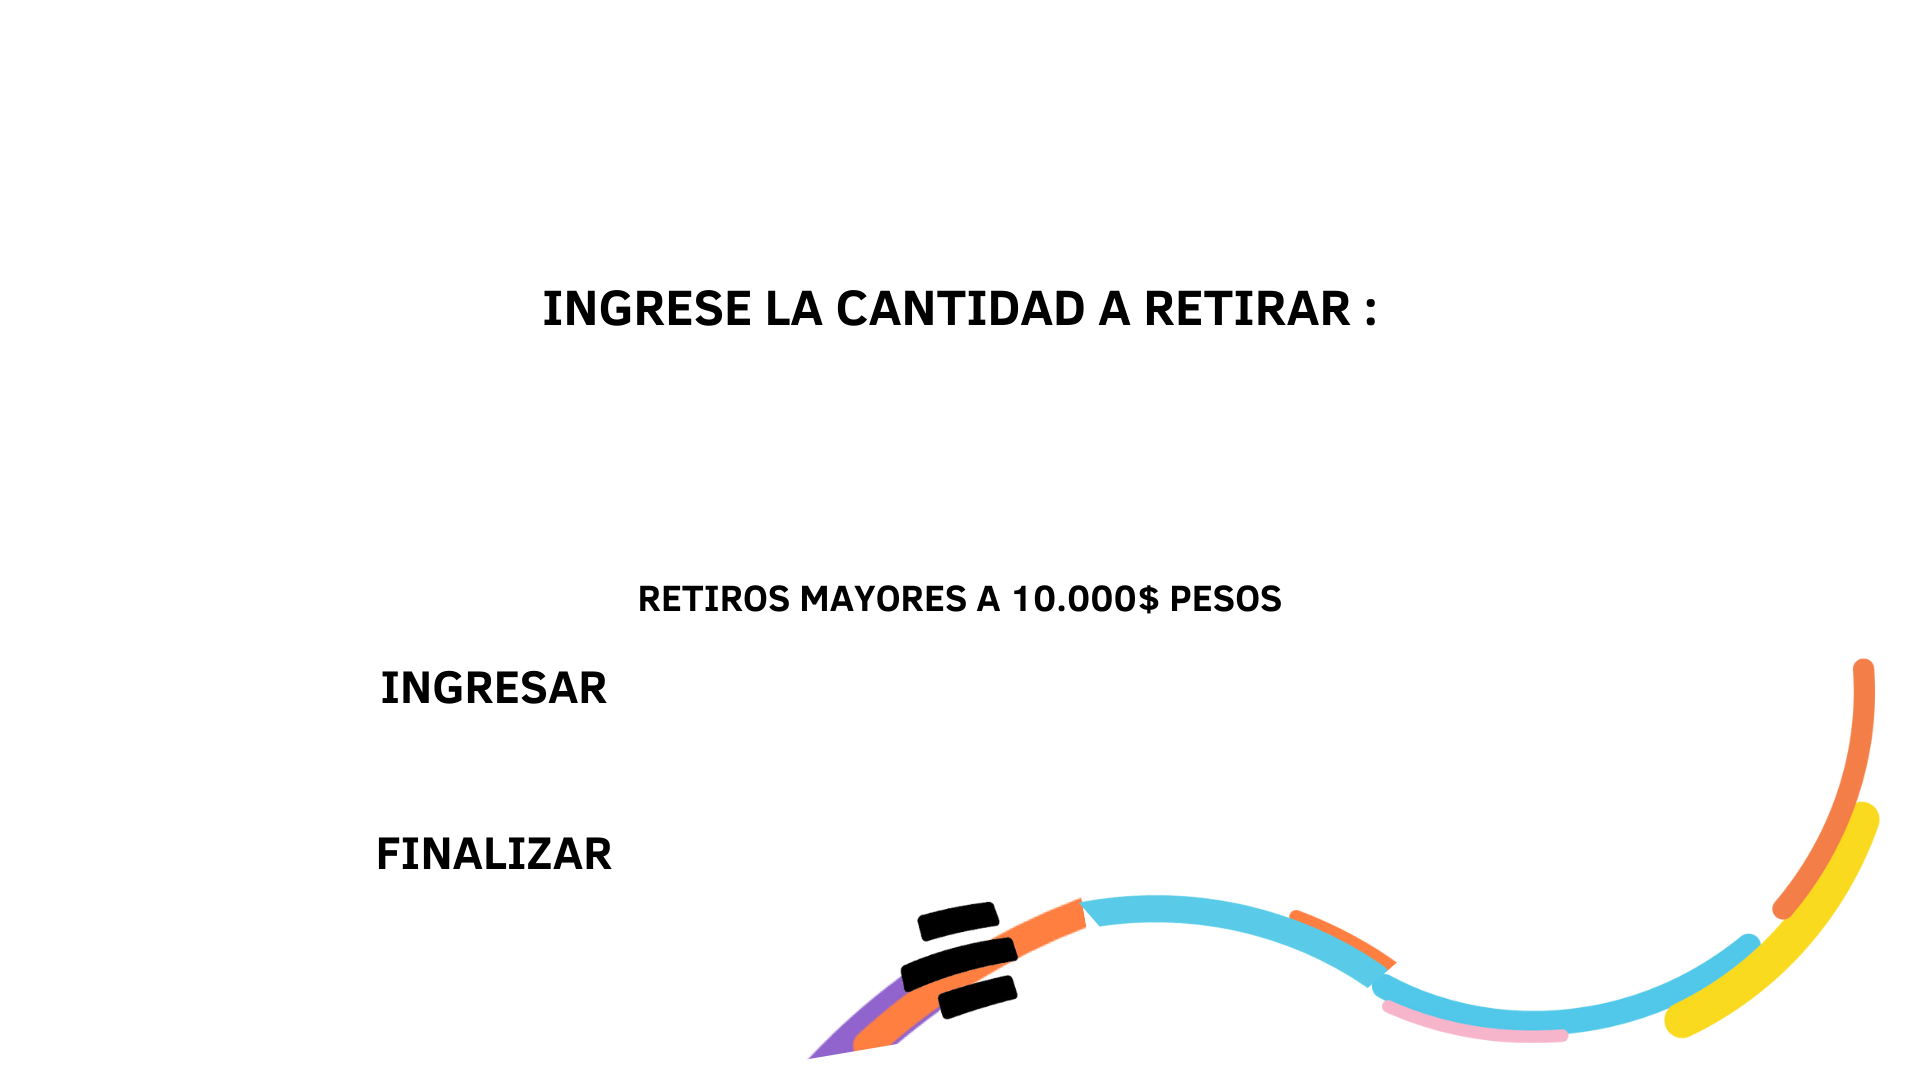 INGRESE LA CANTIDAD A RETIRAR :
RETIROS MAYORES A 10.000$ PESOS
INGRESAR
FINALIZAR